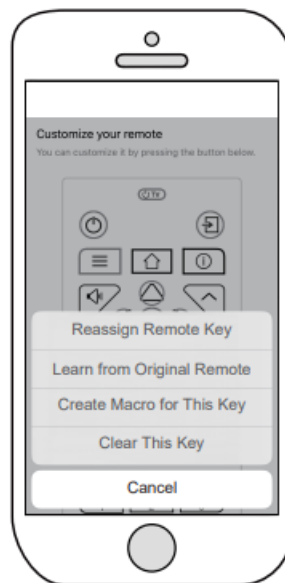 Customize your remote
You can customize it by pressing the button below.
TV
Reassign Remote Key
Learn from Original Remote
Create Macro for This Key
Clear This Key
Cancel